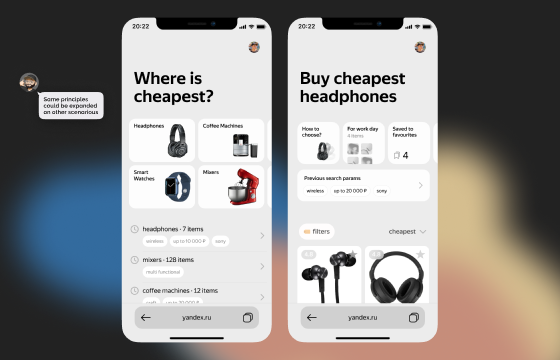 Some principles
could be expanded
on other scenarious
20:22
Where is
cheapest?
Headphones
Coffee Machines
Smart
Watches
Mixers
headphones · 7 items
wireless
up to 10 000 ₽
sony
mixers · 128 items
multi functional
coffee machines · 12 items
yandex.ru
20:22
Buy cheapest
headphones
How to
choose?
For work day
4 items
Saved to
favourites
4
Previous search params
wireless
up to 20 000 ₽
sony
filters
cheapest
yandex.ru